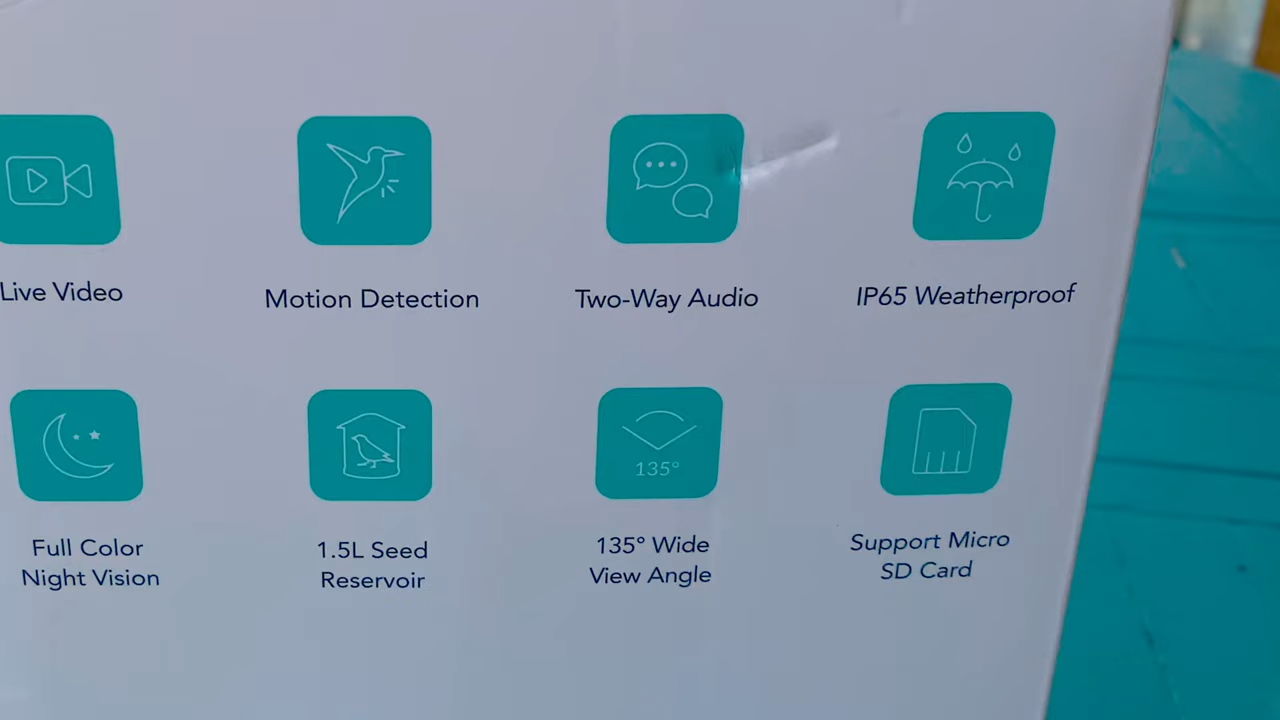 Live Video
Motion Detection
Two-Way Audio
IP65 Weatherproof
135°
Full Color
Night Vision
1.5L Seed
Reservoir
135° Wide
View Angle
Support Micro
SD Card